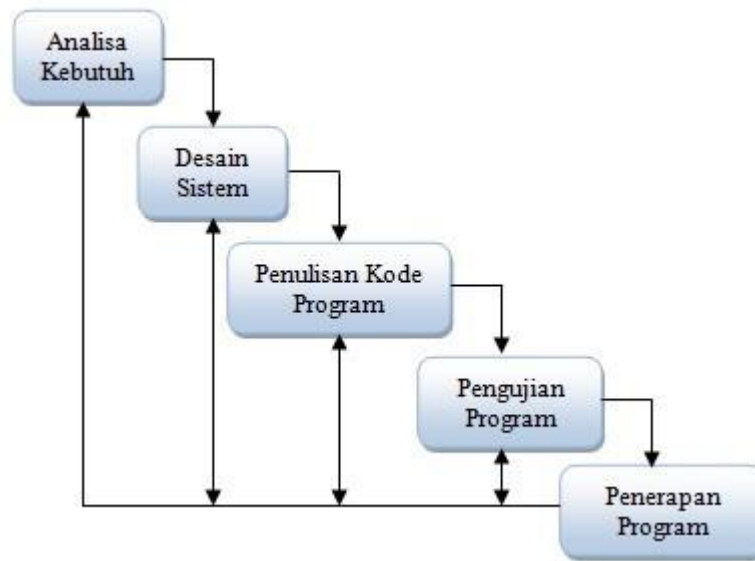 Analisa
Kebutuh
Desain
Sistem
Penulisan Kode
Program
Pengujian
Program
Penerapan
Program